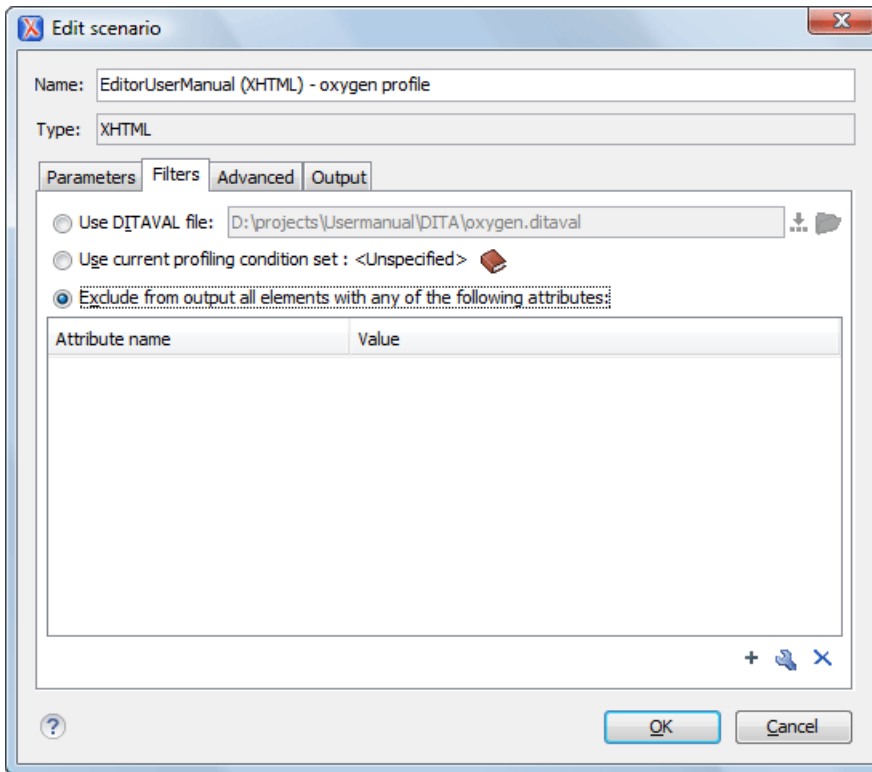 Edit scenario
Name: EditorUserManual (XHTML) - oxygen profile
Type: XHTML
Parameters Filters Advanced Output
Use DITAVAL file: D:\projects\Usermanual\DITA\oxygen.ditaval
Use current profiling condition set : <Unspecified>
Exclude from output all elements with any of the following attributes:
Attribute name Value
OK Cancel